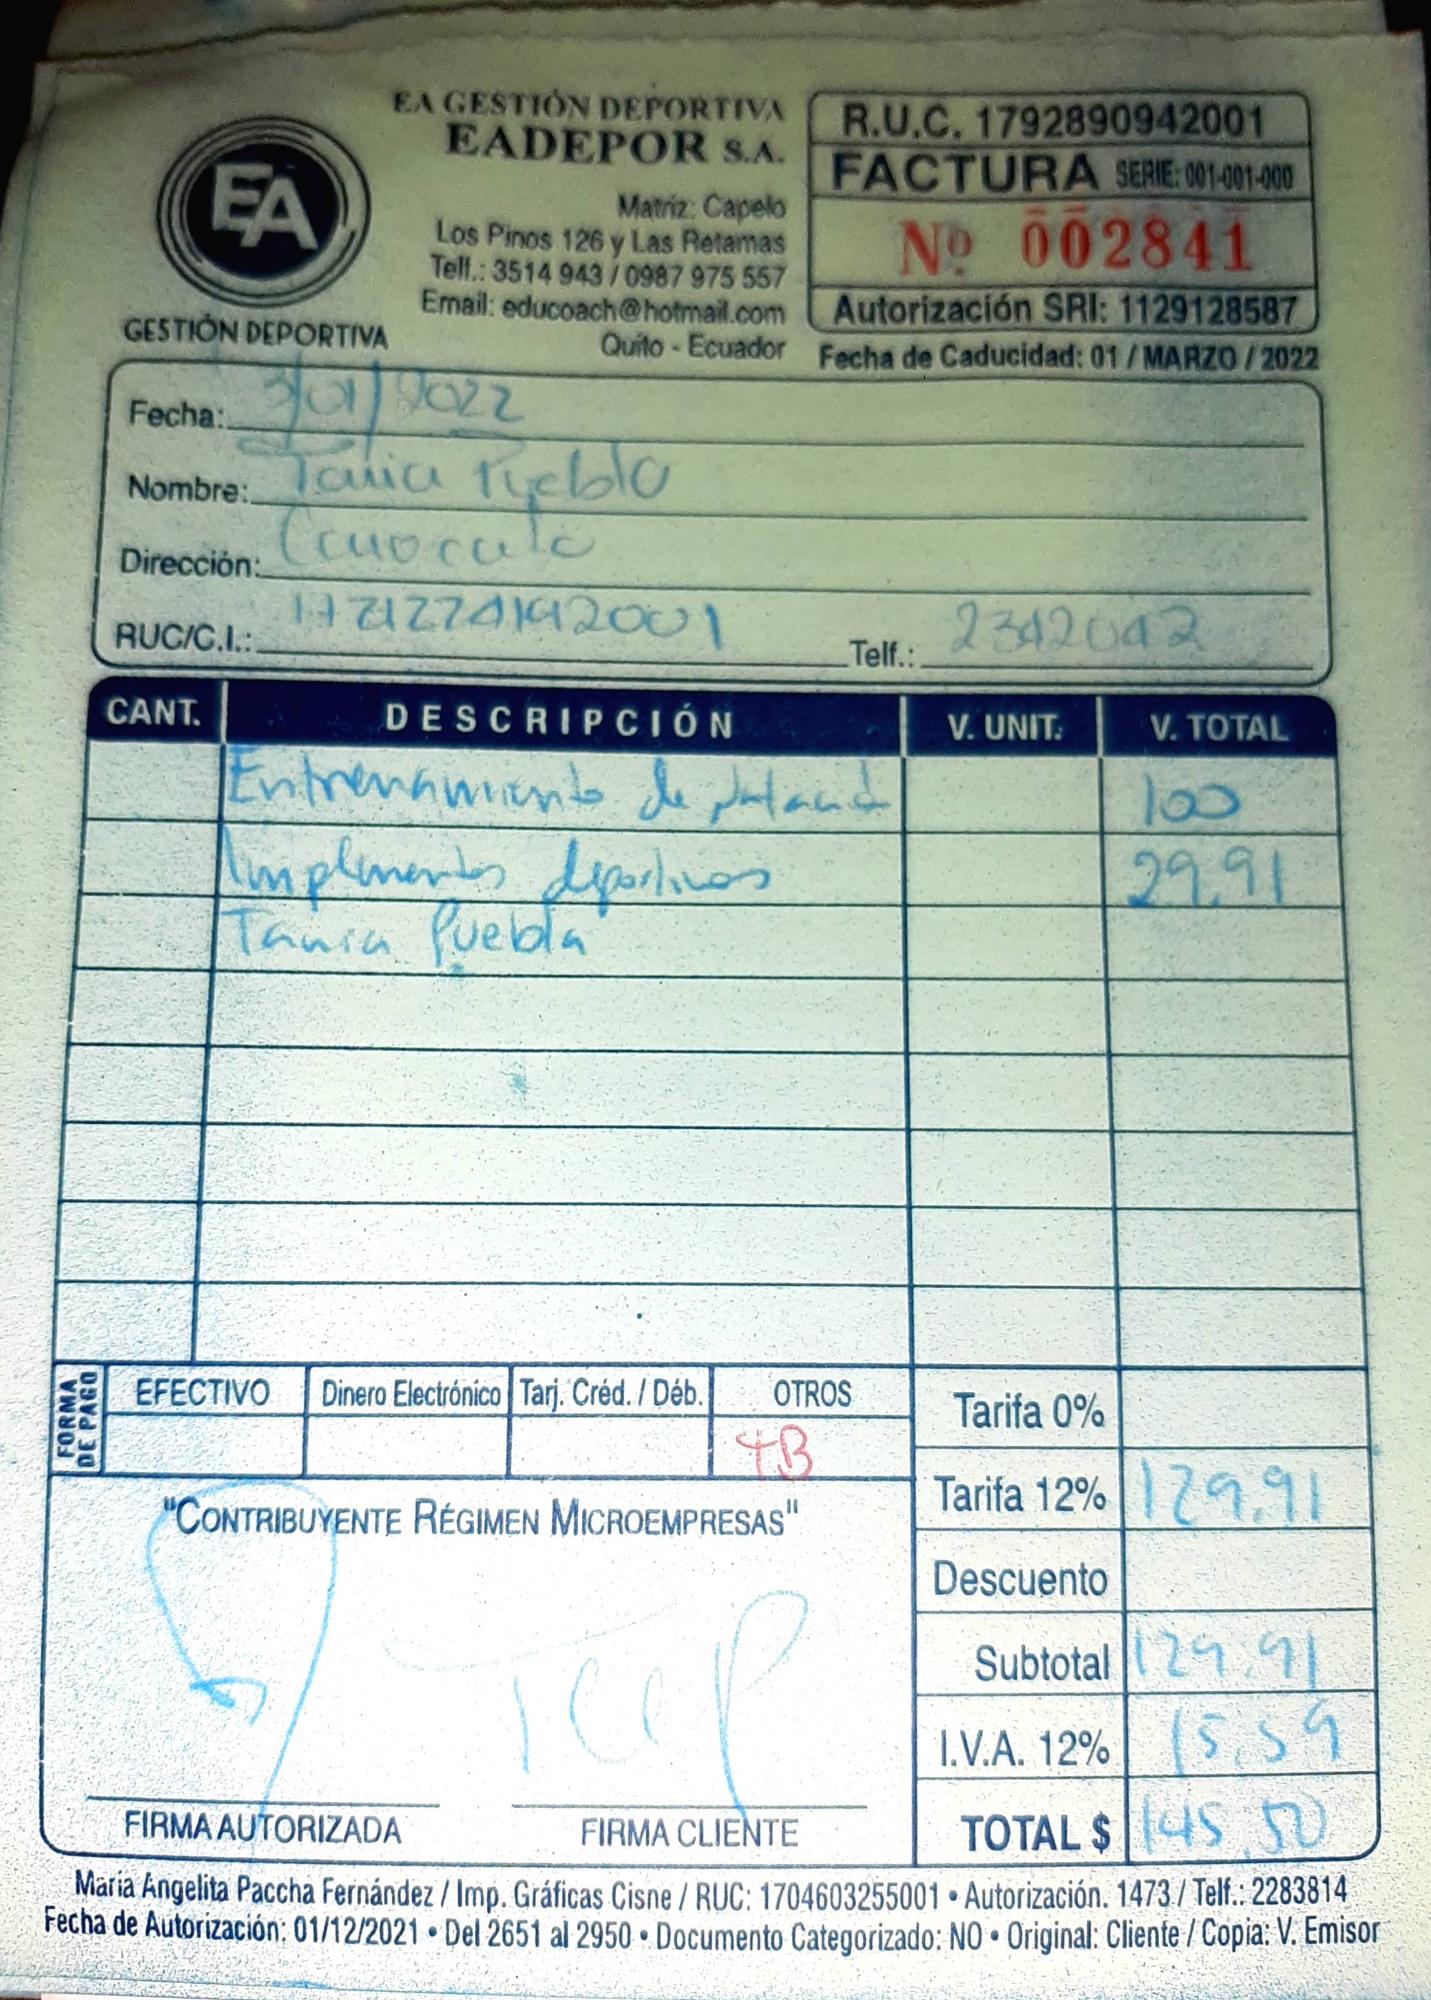 EA
GESTIÓN DEPORTIVA
EA GESTIÓN DEPORTIVA
EADEPOR S.A.
Matriz: Capelo
Los Pinos 126 y Las Retamas
Telf.: 3514 943 / 0987 975 557
Email: educoach@hotmail.com
Quito - Ecuador
R.U.C. 1792890942001
FACTURA SERIE: 001-001-000
Nº 002841
Autorización SRI: 1129128587
Fecha de Caducidad: 01 / MARZO / 2022
Fecha: 3/01/2022
Nombre: Tania Puebla
Dirección:
RUC/C.I.: Telf.: 2342042
CANT. DESCRIPCIÓN V. UNIT. V. TOTAL
Entrenamiento de 100
Implementos deportivos 29.91
Tania Puebla
FORMA DE PAGO
EFECTIVO Dinero Electrónico Tarj. Créd. / Déb. OTROS
TB
Tarifa 0%
Tarifa 12% 129.91
Descuento
Subtotal 129.91
I.V.A. 12% 15.59
TOTAL $ 145.50
"CONTRIBUYENTE RÉGIMEN MICROEMPRESAS"
FIRMA AUTORIZADA FIRMA CLIENTE
María Angelita Paccha Fernández / Imp. Gráficas Cisne / RUC: 1704603255001 • Autorización. 1473 / Telf.: 2283814
Fecha de Autorización: 01/12/2021 • Del 2651 al 2950 • Documento Categorizado: NO • Original: Cliente / Copia: V. Emisor